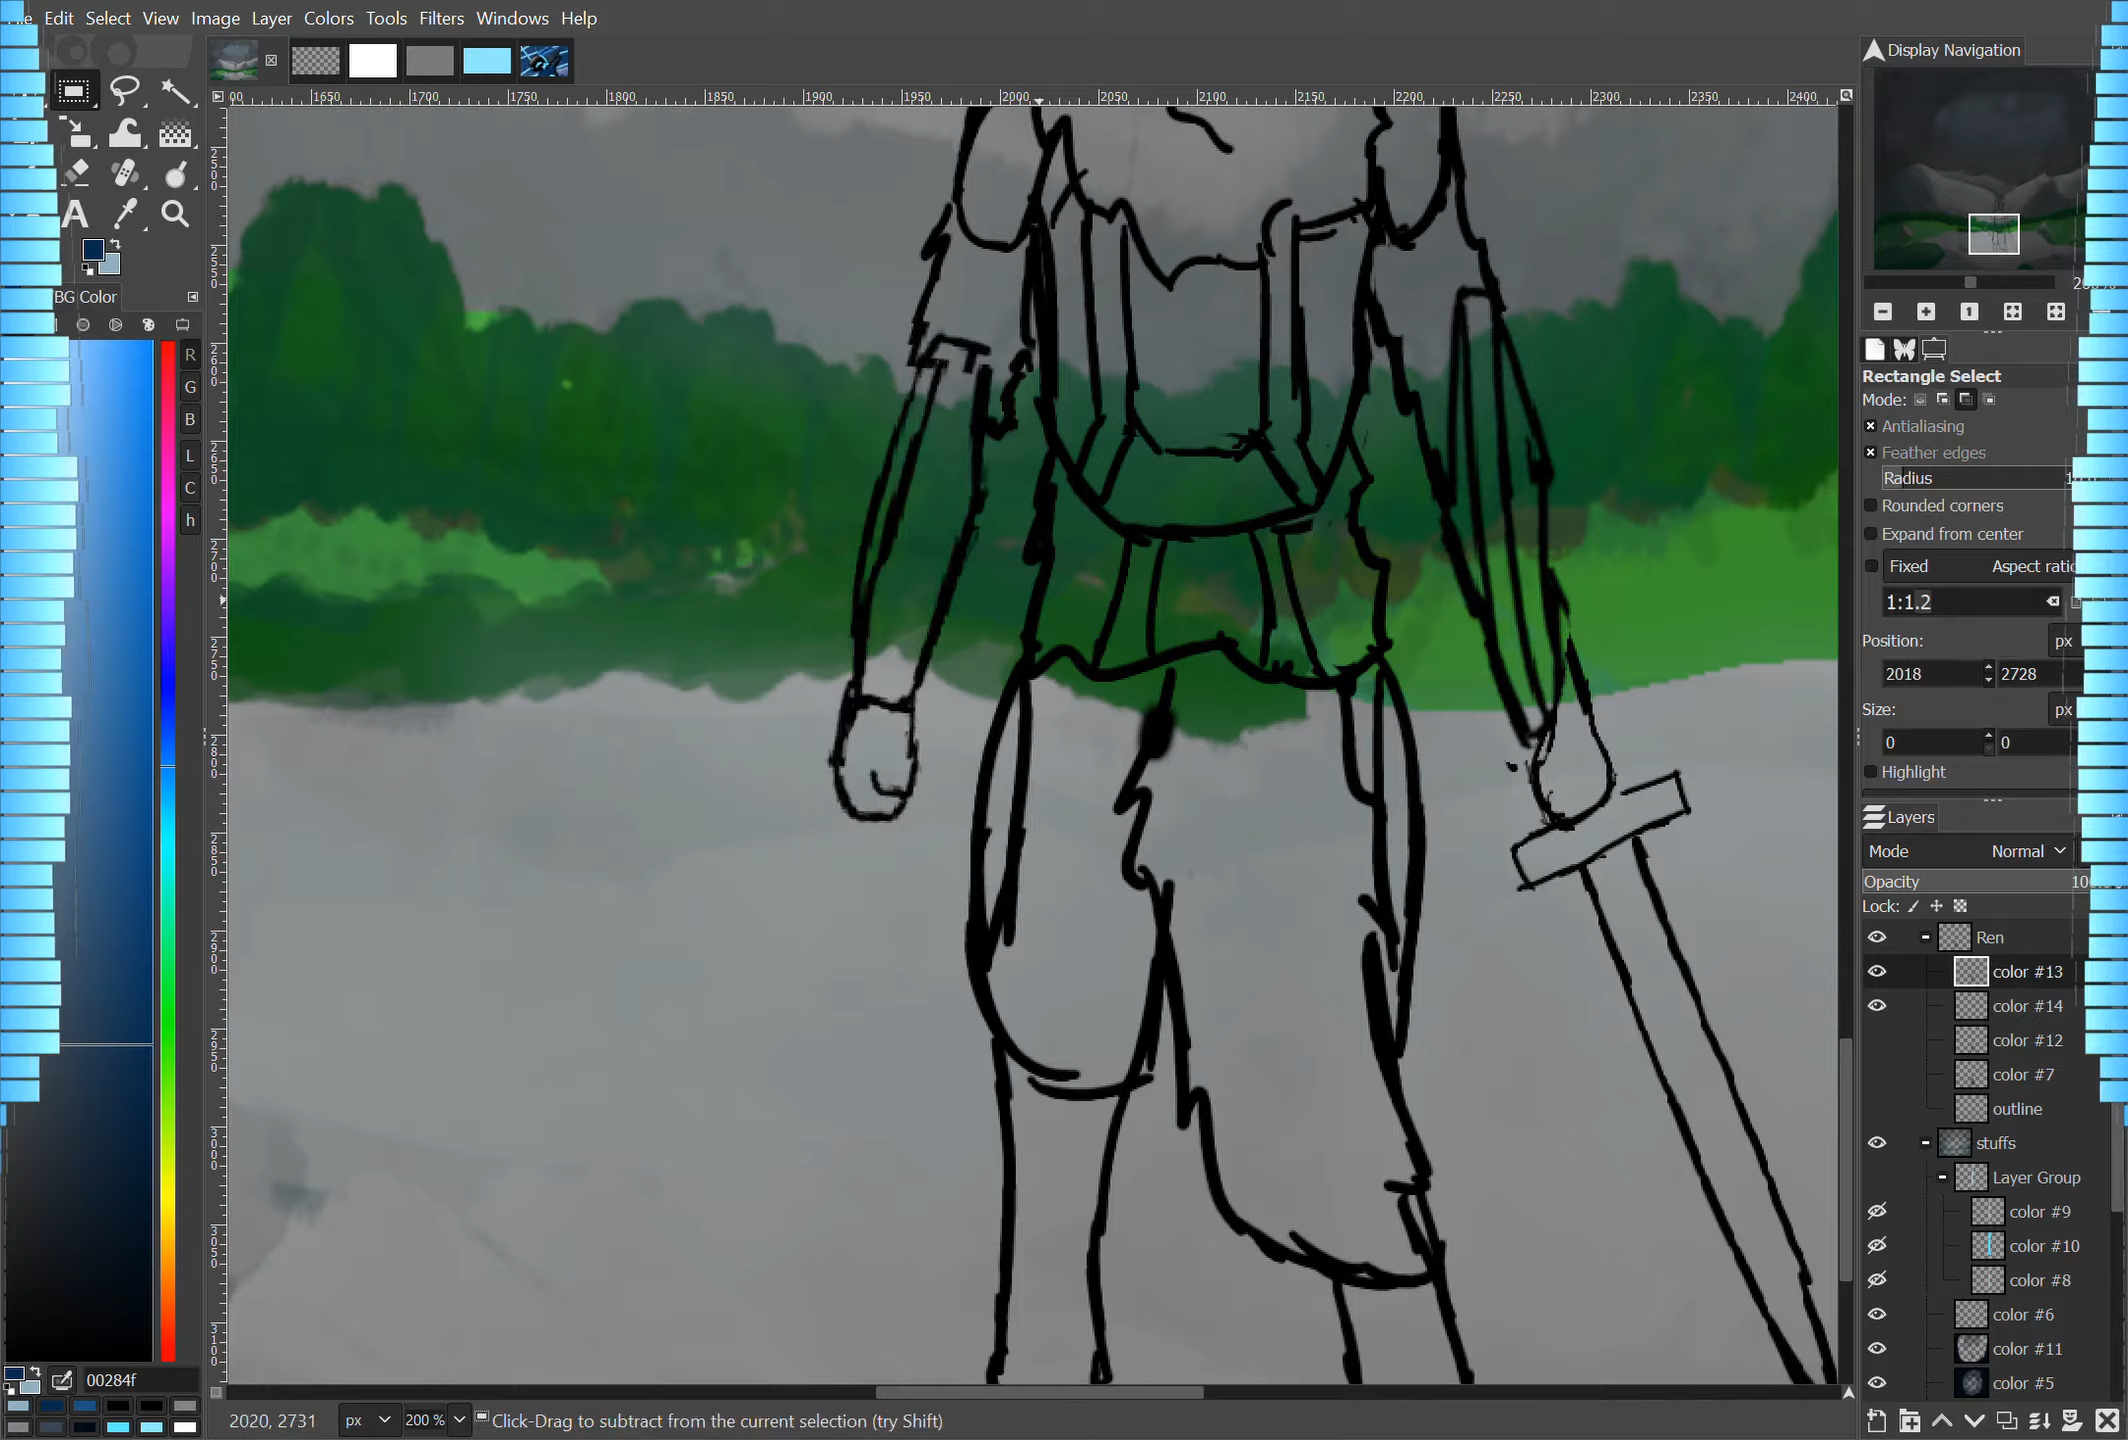 Edit Select View Image Layer Colors Tools Filters Windows Help
Display Navigation
1650 1700 1750 1800 1850 1900 1950 2000 2050 2100 2150 2200 2250 2300 2350 2400
A
BG Color
R
G
B
L
C
h
00284f
1
Rectangle Select
Mode:
Antialiasing
Feather edges
Radius
Rounded corners
Expand from center
Fixed Aspect ratio
1:1.2
Position: px
2018 2728
Size: px
0 0
Highlight
Layers
Mode Normal
Opacity
Lock:
Ren
color #13
color #14
color #12
color #7
outline
stuffs
Layer Group
color #9
color #10
color #8
color #6
color #11
color #5
2020, 2731 px 200 % Click-Drag to subtract from the current selection (try Shift)